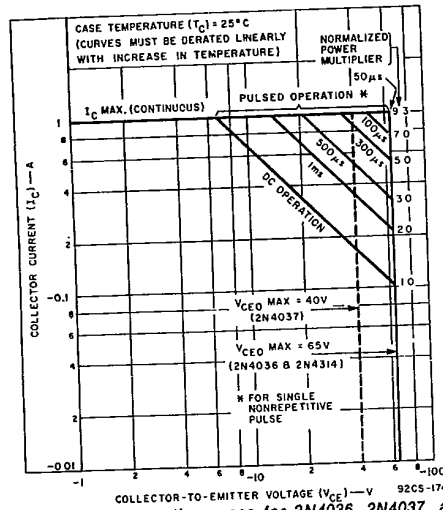 CASE TEMPERATURE (TC) = 25°C
(CURVES MUST BE DERATED LINEARLY
WITH INCREASE IN TEMPERATURE)
NORMALIZED
POWER
MULTIPLIER
50μs
PULSED OPERATION *
IC MAX. (CONTINUOUS)
9 3
100μs
7 0
300μs
5 0
500μs
1ms
3 0
2 0
DC OPERATION
1 0
COLLECTOR CURRENT (IC)—A
1
8
6
4
2
-0.1
8
6
4
2
-0.01
VCEO MAX = 40V
(2N4037)
VCEO MAX = 65V
(2N4036 & 2N4314)
* FOR SINGLE
NONREPETITIVE
PULSE
-1 2 4 6 8 -10 2 4 6 8 -100
COLLECTOR-TO-EMITTER VOLTAGE (VCE)—V
92CS-174
for 2N4036, 2N4037,